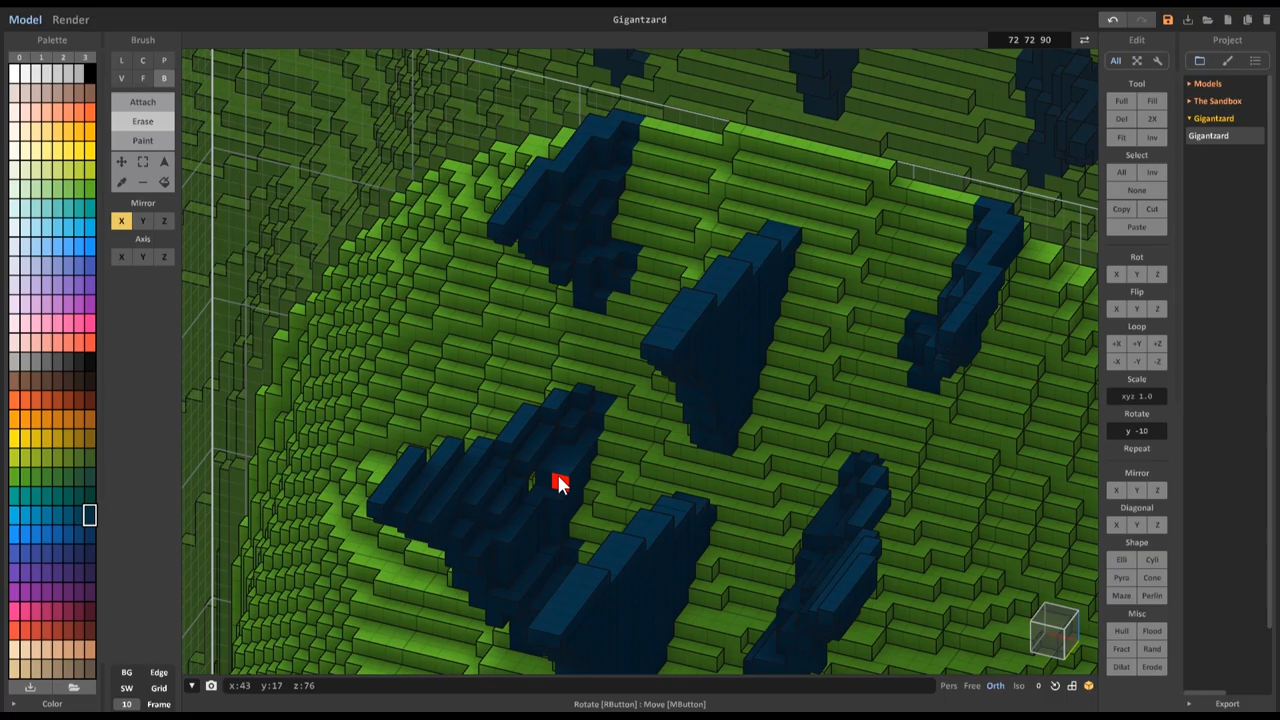 Model Render
Gigantzard
Palette
Brush
72 72 90
Edit
Project
0 1 2 3
L C P
V F B
Attach
Erase
Paint
Mirror
X Y Z
Axis
X Y Z
All
Tool
Full Fill
Del 2X
Fit Inv
Select
All Inv
None
Copy Cut
Paste
Rot
X Y Z
Flip
X Y Z
Loop
+X +Y +Z
-X -Y -Z
Scale
xyz 1.0
Rotate
y -10
Repeat
Mirror
X Y Z
Diagonal
X Y Z
Shape
Elli Cyli
Pyra Cone
Maze Perlin
Misc
Hull Flood
Fract Rand
Dilat Erode
Models
The Sandbox
Gigantzard
Gigantzard
BG Edge
SW Grid
10 Frame
x:43 y:17 z:76
Pers Free Orth Iso 0
Color
Rotate [RButton] : Move [MButton]
Export